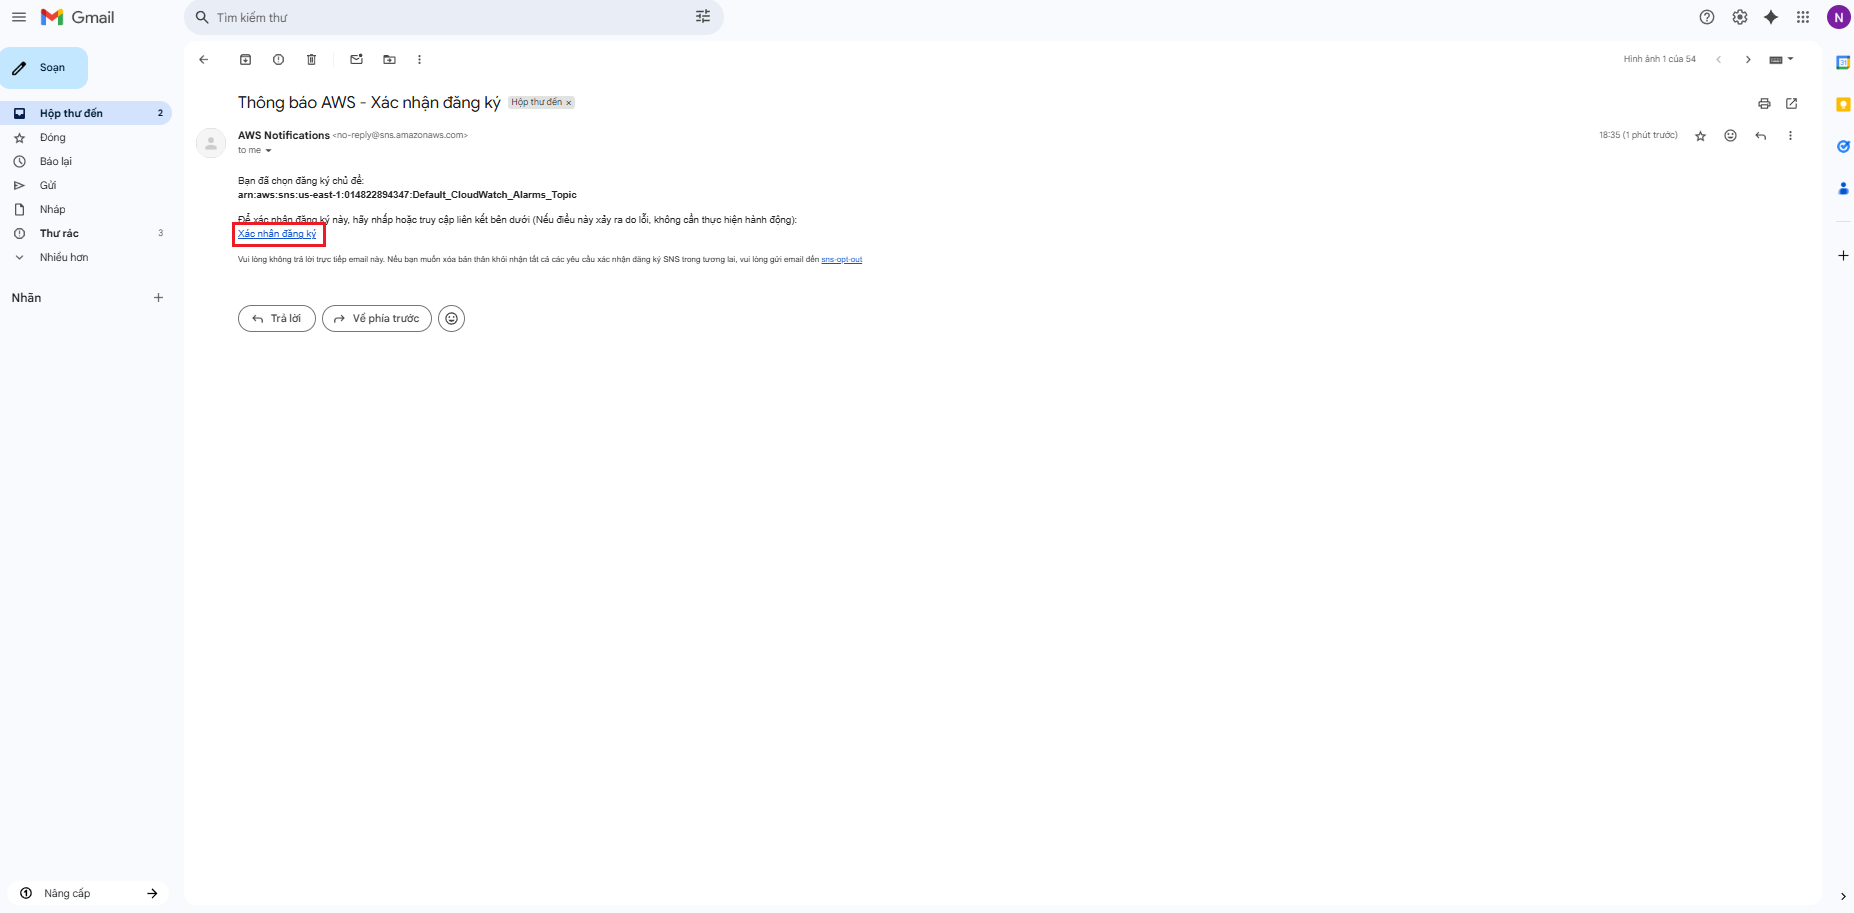 Gmail
Tìm kiếm thư
N
Soạn
Hộp thư đến 2
Đóng
Báo lại
Gửi
Nháp
Thư rác 3
Nhiều hơn
Nhãn
Hình ảnh 1 của 54
Thông báo AWS - Xác nhận đăng ký Hộp thư đến ×
AWS Notifications <no-reply@sns.amazonaws.com>
18:35 (1 phút trước)
to me
Bạn đã chọn đăng ký chủ đề:
arn:aws:sns:us-east-1:014822894347:Default_CloudWatch_Alarms_Topic
Để xác nhận đăng ký này, hãy nhấp hoặc truy cập liên kết bên dưới (Nếu điều này xảy ra do lỗi, không cần thực hiện hành động):
Xác nhận đăng ký
Vui lòng không trả lời trực tiếp email này. Nếu bạn muốn xóa bản thân khỏi nhận tất cả các yêu cầu xác nhận đăng ký SNS trong tương lai, vui lòng gửi email đến sns-opt-out
Trả lời
Về phía trước
Nâng cấp